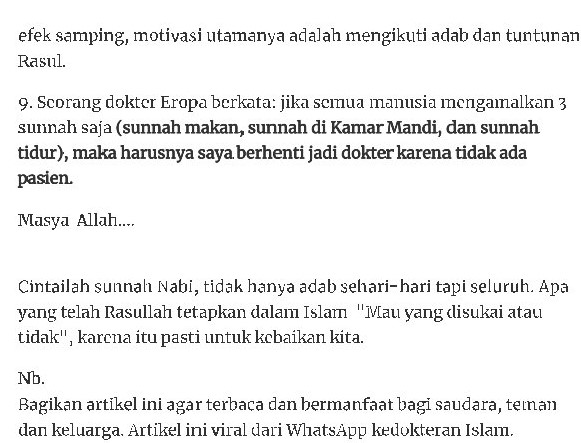 efek samping, motivasi utamanya adalah mengikuti adab dan tuntunan
Rasul.
9. Seorang dokter Eropa berkata: jika semua manusia mengamalkan 3
sunnah saja (sunnah makan, sunnah di Kamar Mandi, dan sunnah
tidur), maka harusnya saya berhenti jadi dokter karena tidak ada
pasien.
Masya Allah....
Cintailah sunnah Nabi, tidak hanya adab sehari-hari tapi seluruh. Apa
yang telah Rasullah tetapkan dalam Islam "Mau yang disukai atau
tidak", karena itu pasti untuk kebaikan kita.
Nb.
Bagikan artikel ini agar terbaca dan bermanfaat bagi saudara, teman
dan keluarga. Artikel ini viral dari WhatsApp kedokteran Islam.